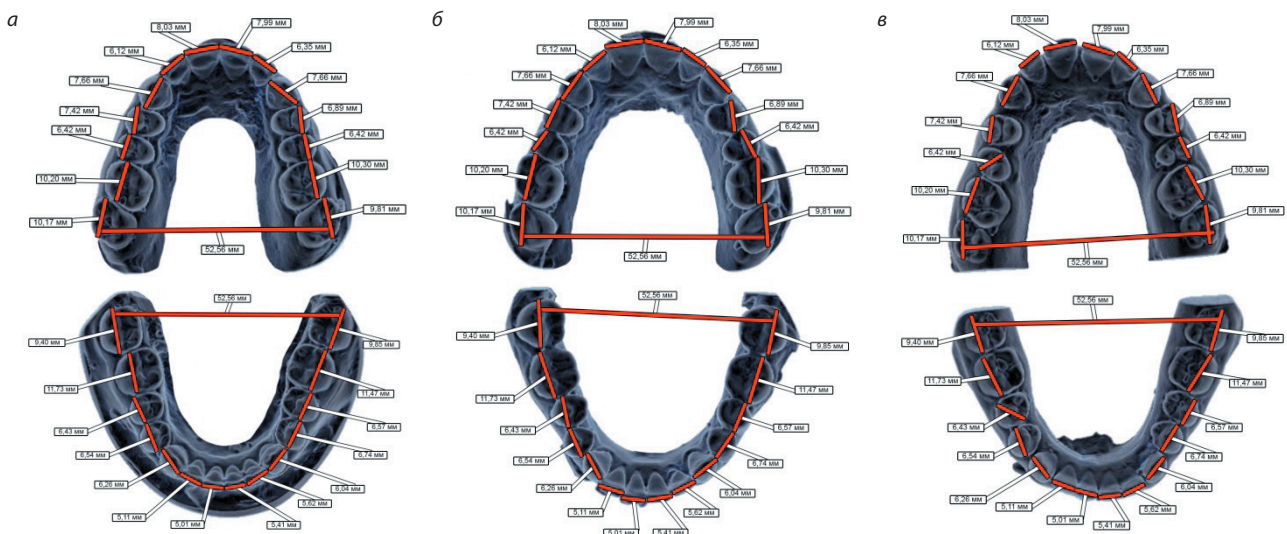 а
8,03 мм
7,99 мм
6,12 мм
6,35 мм
7,66 мм
7,66 мм
7,42 мм
6,89 мм
6,42 мм
6,42 мм
10,20 мм
10,30 мм
10,17 мм
9,81 мм
52,56 мм
52,56 мм
9,40 мм
9,85 мм
11,73 мм
11,47 мм
6,43 мм
6,57 мм
6,54 мм
6,74 мм
6,26 мм
6,04 мм
5,11 мм
5,62 мм
5,01 мм
5,41 мм
б
8,03 мм
7,99 мм
6,12 мм
6,35 мм
7,66 мм
7,66 мм
7,42 мм
6,89 мм
6,42 мм
6,42 мм
10,20 мм
10,30 мм
10,17 мм
9,81 мм
52,56 мм
52,56 мм
9,40 мм
9,85 мм
11,73 мм
11,47 мм
6,43 мм
6,57 мм
6,54 мм
6,74 мм
6,26 мм
6,04 мм
5,11 мм
5,62 мм
5,01 мм
5,41 мм
в
8,03 мм
7,99 мм
6,12 мм
6,35 мм
7,66 мм
7,66 мм
7,42 мм
6,89 мм
6,42 мм
6,42 мм
10,20 мм
10,30 мм
10,17 мм
9,81 мм
52,56 мм
52,56 мм
9,40 мм
9,85 мм
11,73 мм
11,47 мм
6,43 мм
6,57 мм
6,54 мм
6,74 мм
6,26 мм
6,04 мм
5,11 мм
5,62 мм
5,01 мм
5,41 мм